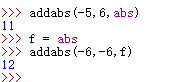 >>> addabs(-5,6,abs)
11
>>> f = abs
>>> addabs(-6,-6,f)
12
>>>